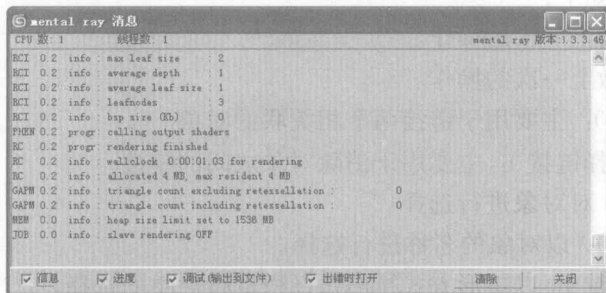 mental ray 消息
CPU 数: 1 线程数: 1 mental ray 版本:1.3.3.46
RCI 0.2 info : max leaf size : 2
RCI 0.2 info : average depth : 1
RCI 0.2 info : average leaf size : 1
RCI 0.2 info : leafnodes : 3
RCI 0.2 info : bsp size (Kb) : 0
PHEN 0.2 progr: calling output shaders
RC 0.2 progr: rendering finished
RC 0.2 info : wallclock 0:00:01.03 for rendering
RC 0.2 info : allocated 4 MB, max resident 4 MB
GAPM 0.2 info : triangle count excluding retessellation : 0
GAPM 0.2 info : triangle count including retessellation : 0
MEM 0.0 info : heap size limit set to 1536 MB
JOB 0.0 info : slave rendering OFF
信息 进度 调试(输出到文件) 出错时打开 清除 关闭